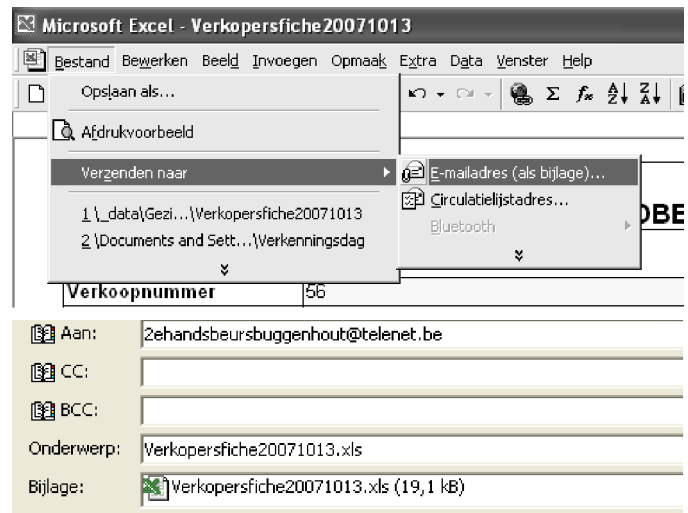 Microsoft Excel - Verkopersfiche20071013
Bestand Bewerken Beeld Invoegen Opmaak Extra Data Venster Help
Opslaan als...
Afdrukvoorbeeld
Verzenden naar
E-mailadres (als bijlage)...
Circulatielijstadres...
Bluetooth
1 \_data\Gezi...\Verkopersfiche20071013
2 \Documents and Sett...\Verkenningsdag
OBE
Verkoopnummer 56
Aan: 2ehandsbeursbuggenhout@telenet.be
CC:
BCC:
Onderwerp: Verkopersfiche20071013.xls
Bijlage: Verkopersfiche20071013.xls (19,1 kB)